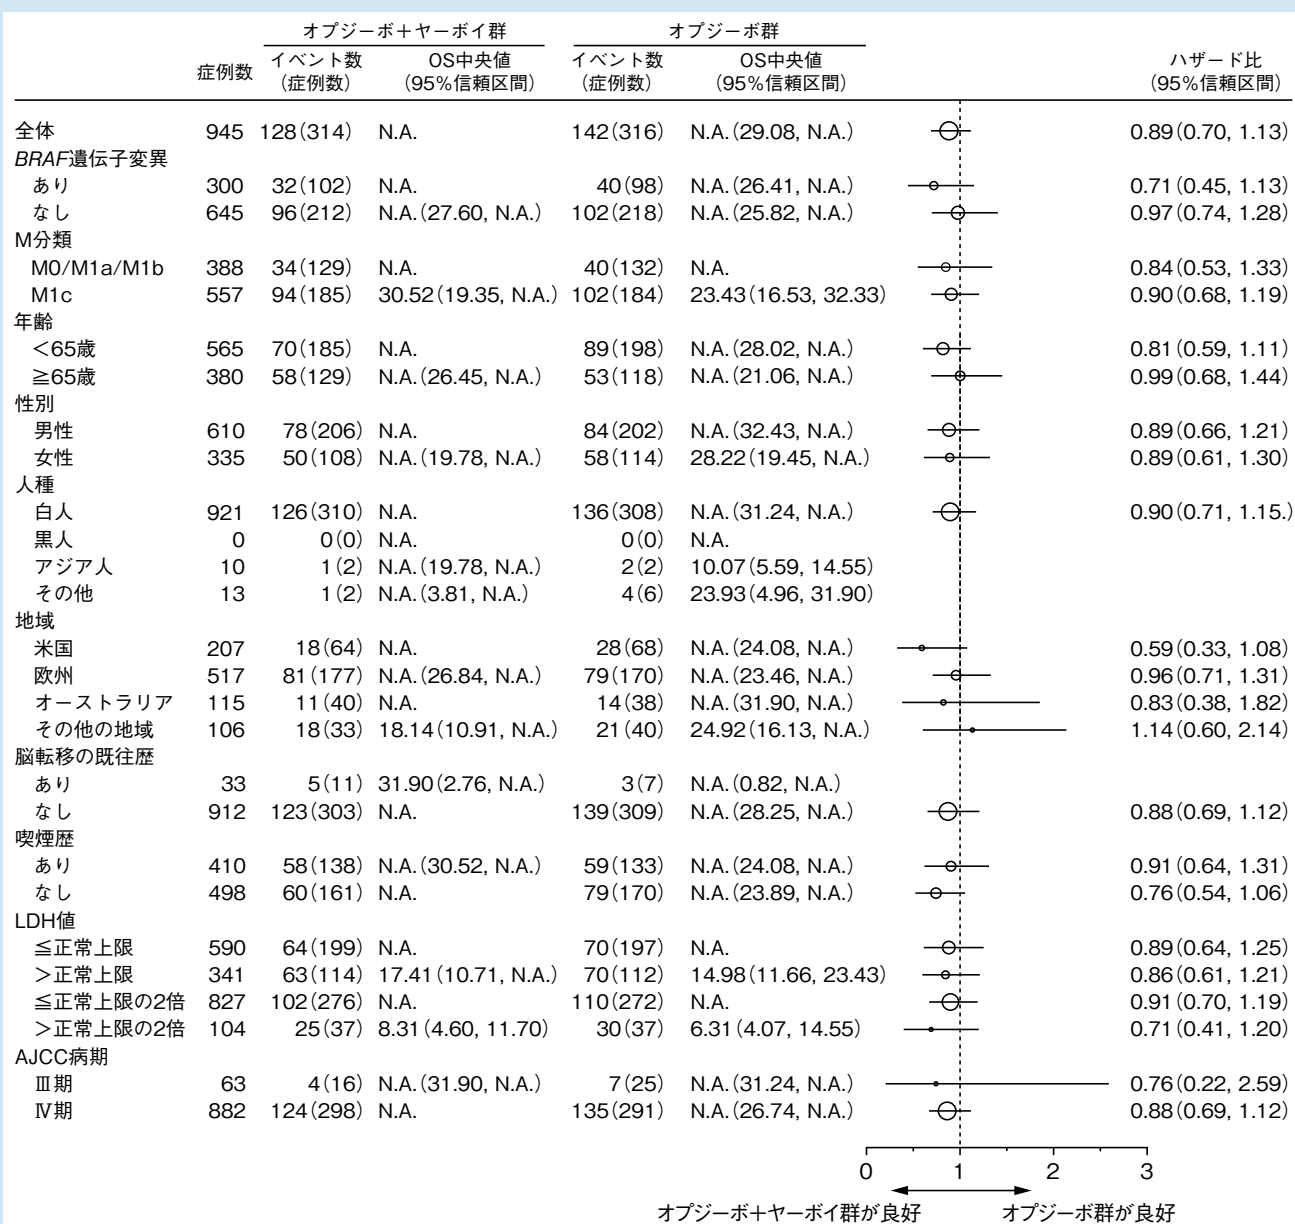 オプジーボ+ヤーボイ群 オプジーボ群
症例数 イベント数(症例数) OS中央値(95%信頼区間) イベント数(症例数) OS中央値(95%信頼区間) ハザード比(95%信頼区間)
全体 945 128(314) N.A. 142(316) N.A.(29.08, N.A.) 0.89(0.70, 1.13)
BRAF遺伝子変異
あり 300 32(102) N.A. 40(98) N.A.(26.41, N.A.) 0.71(0.45, 1.13)
なし 645 96(212) N.A.(27.60, N.A.) 102(218) N.A.(25.82, N.A.) 0.97(0.74, 1.28)
M分類
M0/M1a/M1b 388 34(129) N.A. 40(132) N.A. 0.84(0.53, 1.33)
M1c 557 94(185) 30.52(19.35, N.A.) 102(184) 23.43(16.53, 32.33) 0.90(0.68, 1.19)
年齢
<65歳 565 70(185) N.A. 89(198) N.A.(28.02, N.A.) 0.81(0.59, 1.11)
≧65歳 380 58(129) N.A.(26.45, N.A.) 53(118) N.A.(21.06, N.A.) 0.99(0.68, 1.44)
性別
男性 610 78(206) N.A. 84(202) N.A.(32.43, N.A.) 0.89(0.66, 1.21)
女性 335 50(108) N.A.(19.78, N.A.) 58(114) 28.22(19.45, N.A.) 0.89(0.61, 1.30)
人種
白人 921 126(310) N.A. 136(308) N.A.(31.24, N.A.) 0.90(0.71, 1.15.)
黒人 0 0(0) N.A. 0(0) N.A.
アジア人 10 1(2) N.A.(19.78, N.A.) 2(2) 10.07(5.59, 14.55)
その他 13 1(2) N.A.(3.81, N.A.) 4(6) 23.93(4.96, 31.90)
地域
米国 207 18(64) N.A. 28(68) N.A.(24.08, N.A.) 0.59(0.33, 1.08)
欧州 517 81(177) N.A.(26.84, N.A.) 79(170) N.A.(23.46, N.A.) 0.96(0.71, 1.31)
オーストラリア 115 11(40) N.A. 14(38) N.A.(31.90, N.A.) 0.83(0.38, 1.82)
その他の地域 106 18(33) 18.14(10.91, N.A.) 21(40) 24.92(16.13, N.A.) 1.14(0.60, 2.14)
脳転移の既往歴
あり 33 5(11) 31.90(2.76, N.A.) 3(7) N.A.(0.82, N.A.)
なし 912 123(303) N.A. 139(309) N.A.(28.25, N.A.) 0.88(0.69, 1.12)
喫煙歴
あり 410 58(138) N.A.(30.52, N.A.) 59(133) N.A.(24.08, N.A.) 0.91(0.64, 1.31)
なし 498 60(161) N.A. 79(170) N.A.(23.89, N.A.) 0.76(0.54, 1.06)
LDH値
≦正常上限 590 64(199) N.A. 70(197) N.A. 0.89(0.64, 1.25)
>正常上限 341 63(114) 17.41(10.71, N.A.) 70(112) 14.98(11.66, 23.43) 0.86(0.61, 1.21)
≦正常上限の2倍 827 102(276) N.A. 110(272) N.A. 0.91(0.70, 1.19)
>正常上限の2倍 104 25(37) 8.31(4.60, 11.70) 30(37) 6.31(4.07, 14.55) 0.71(0.41, 1.20)
AJCC病期
Ⅲ期 63 4(16) N.A.(31.90, N.A.) 7(25) N.A.(31.24, N.A.) 0.76(0.22, 2.59)
Ⅳ期 882 124(298) N.A. 135(291) N.A.(26.74, N.A.) 0.88(0.69, 1.12)
0 1 2 3
オプジーボ+ヤーボイ群が良好 オプジーボ群が良好